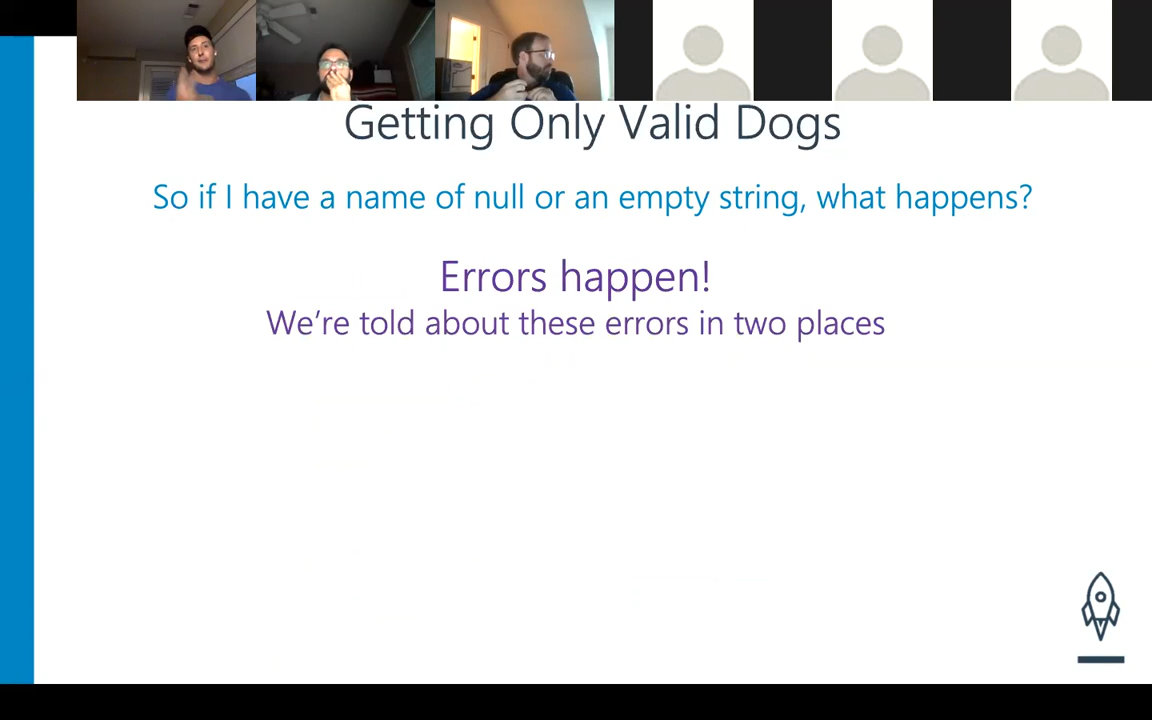 Getting Only Valid Dogs
So if I have a name of null or an empty string, what happens?
Errors happen!
We’re told about these errors in two places